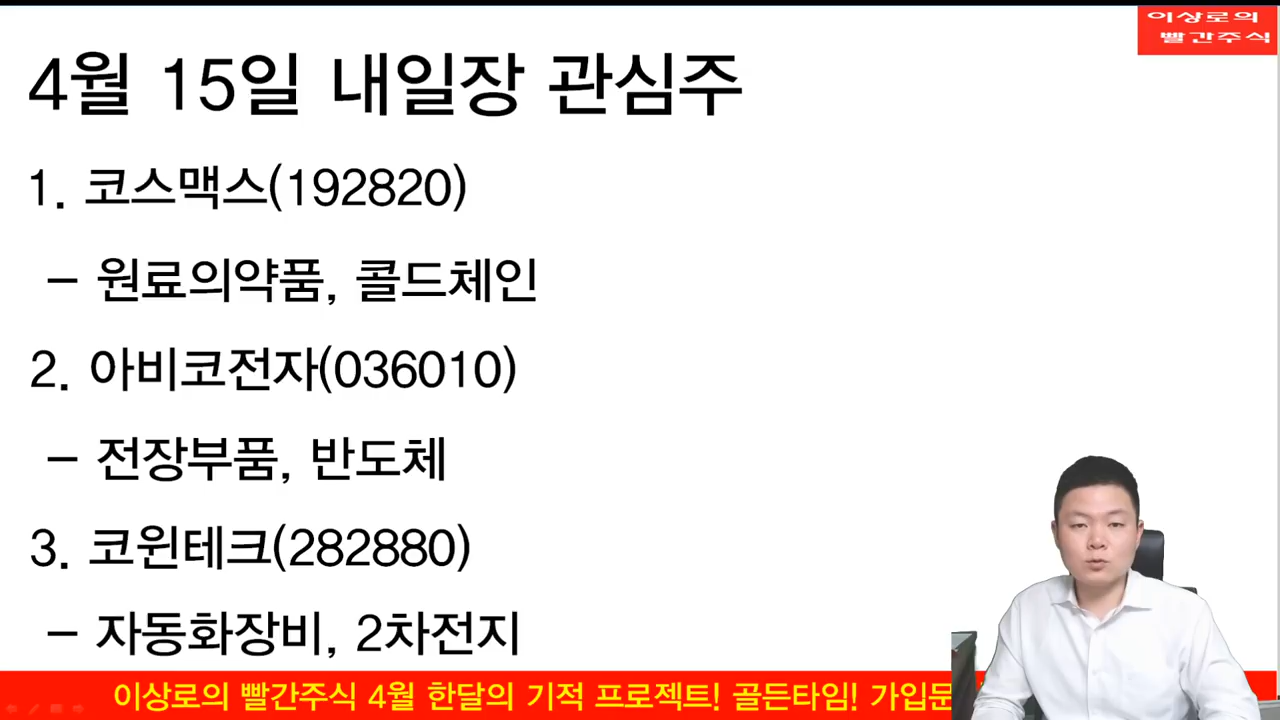 이상로의
빨간주식
4월 15일 내일장 관심주
1. 코스맥스(192820)
- 원료의약품, 콜드체인
2. 아비코전자(036010)
- 전장부품, 반도체
3. 코윈테크(282880)
- 자동화장비, 2차전지
이상로의 빨간주식 4월 한달의 기적 프로젝트! 골든타임! 가입문